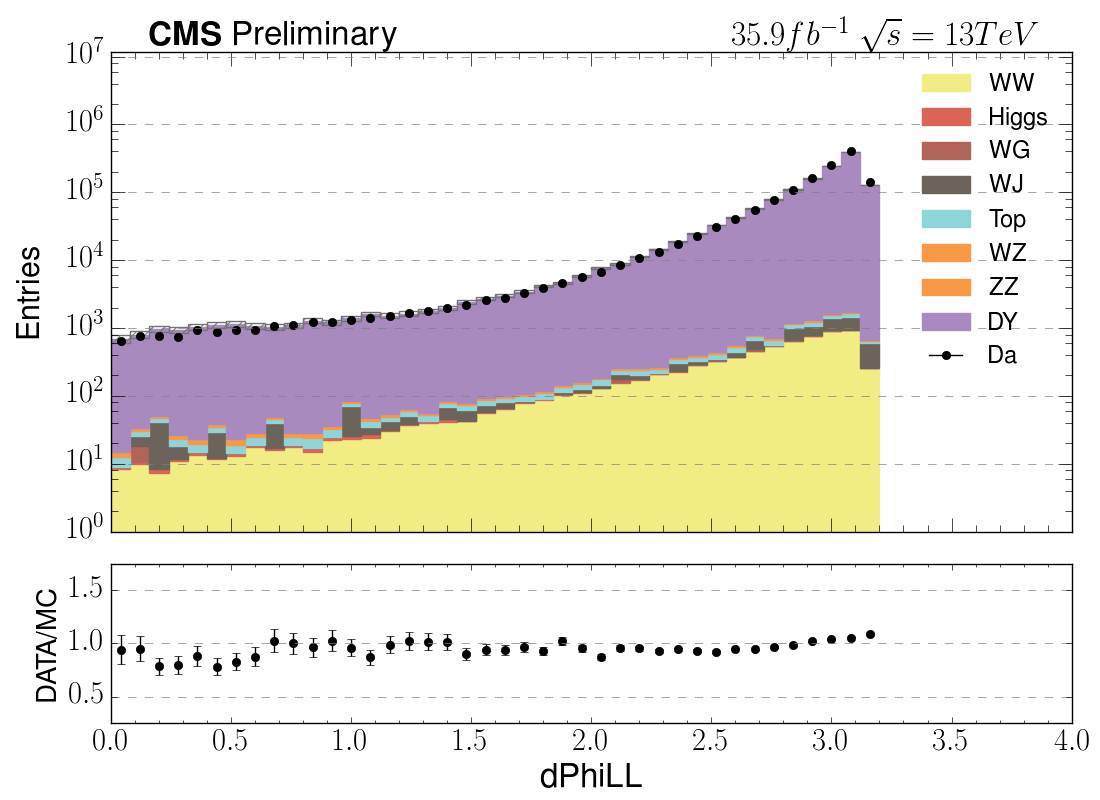 CMS Preliminary 35.9fb⁻¹ √s = 13TeV
10⁷
10⁶
10⁵
10⁴
10³
10²
10¹
10⁰
Entries
WW
Higgs
WG
WJ
Top
WZ
ZZ
DY
Da
1.5
1.0
0.5
DATA/MC
0.0 0.5 1.0 1.5 2.0 2.5 3.0 3.5 4.0
dPhiLL